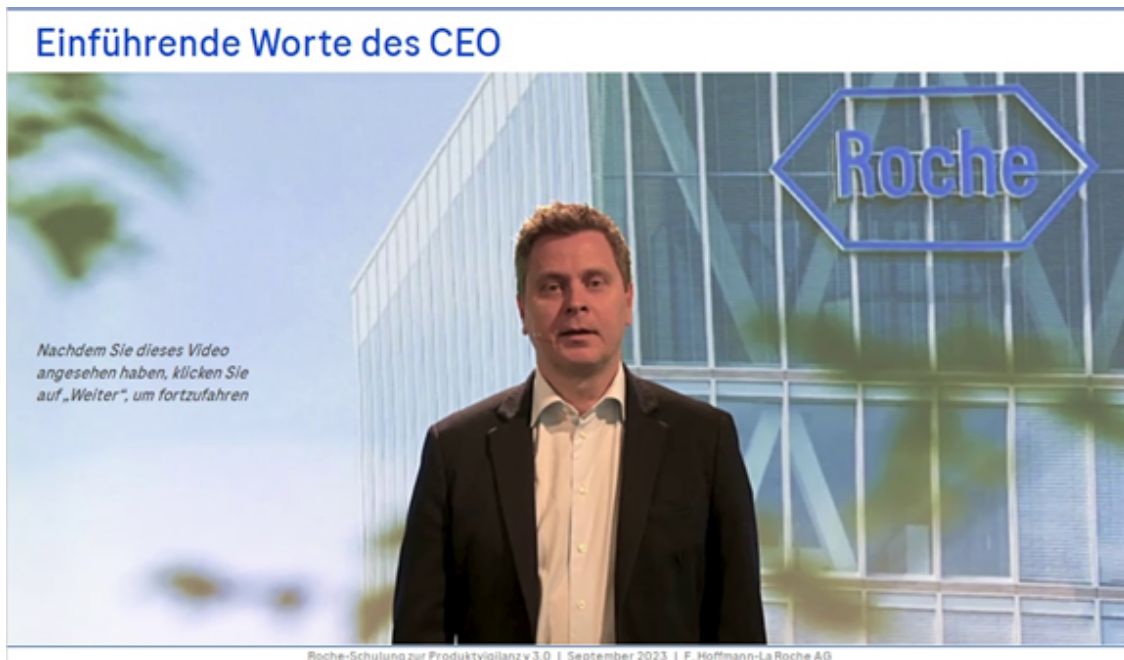 Einführende Worte des CEO
Roche
Nachdem Sie dieses Video
angesehen haben, klicken Sie
auf „Weiter“, um fortzufahren
Roche-Schulung zur Produktvigilanz v 3.0 | September 2023 | F. Hoffmann-La Roche AG